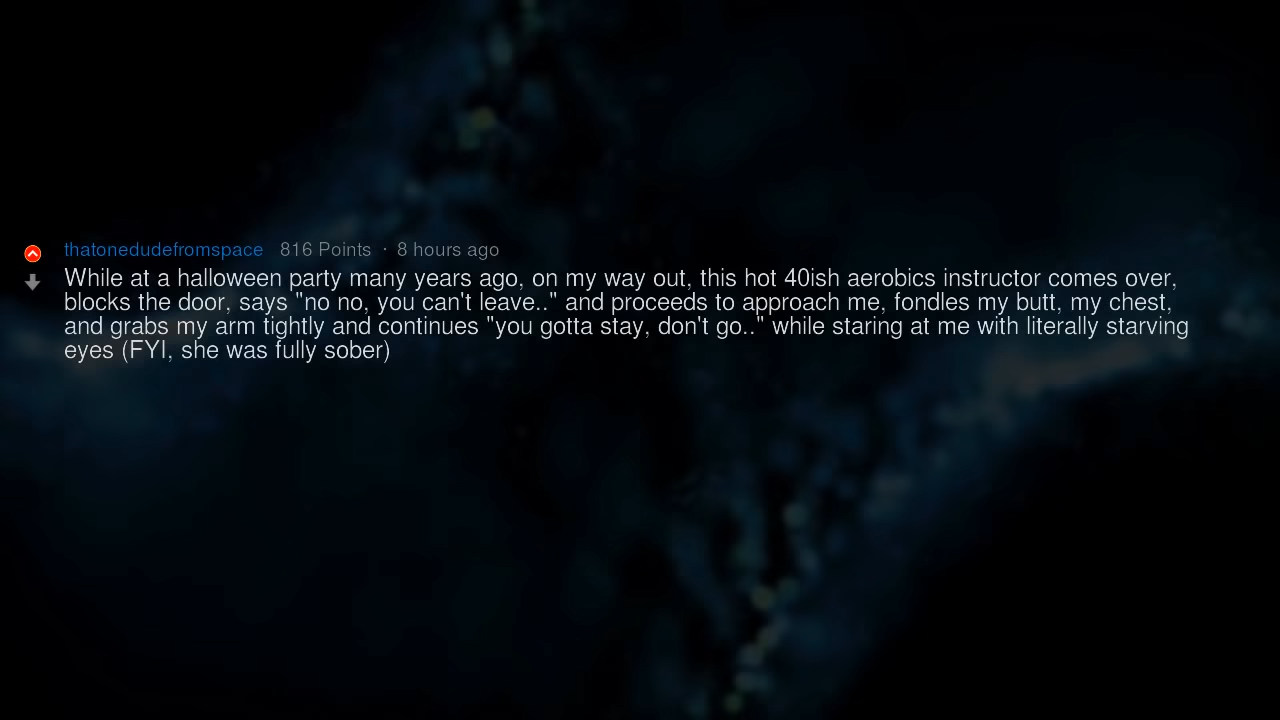 thatonedudefromspace 816 Points · 8 hours ago
While at a halloween party many years ago, on my way out, this hot 40ish aerobics instructor comes over,
blocks the door, says "no no, you can't leave.." and proceeds to approach me, fondles my butt, my chest,
and grabs my arm tightly and continues "you gotta stay, don't go.." while staring at me with literally starving
eyes (FYI, she was fully sober)